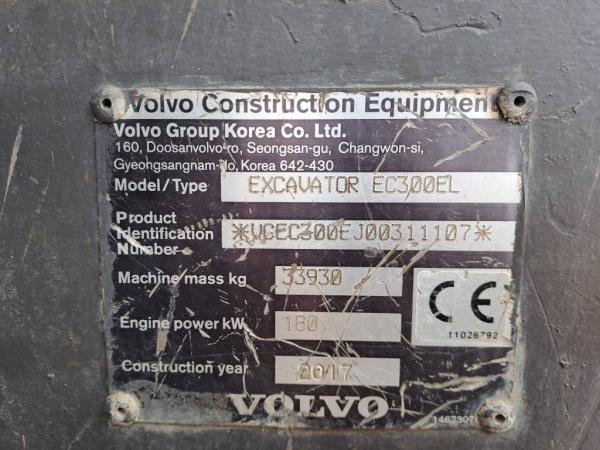 Volvo Construction Equipment
Volvo Group Korea Co. Ltd.
160, Doosanvolvo-ro, Seongsan-gu, Changwon-si,
Gyeongsangnam-do, Korea 642-430
Model/Type EXCAVATOR EC300EL
Product
Identification *VCEC300EJ00311107*
Number
Machine mass kg 33930
CE
Engine power kW 180
11026792
Construction year 2017
VOLVO